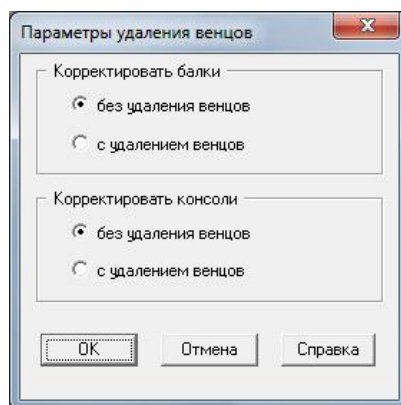 Параметры удаления венцов
Корректировать балки
без удаления венцов
с удалением венцов
Корректировать консоли
без удаления венцов
с удалением венцов
OK
Отмена
Справка